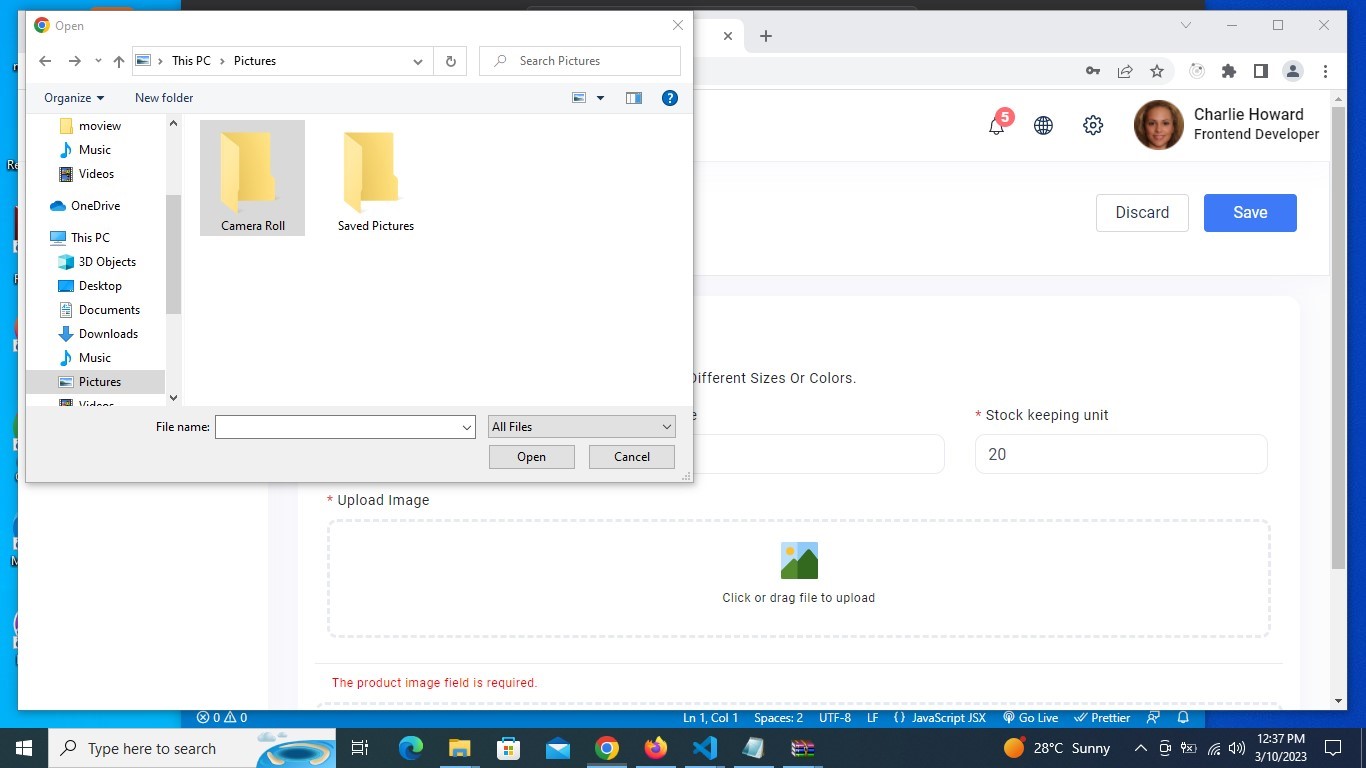 Open
This PC
Pictures
Search Pictures
Organize
New folder
moview
Music
Videos
OneDrive
This PC
3D Objects
Desktop
Documents
Downloads
Music
Pictures
Videos
Camera Roll
Saved Pictures
File name:
All Files
Open
Cancel
5
Charlie Howard
Frontend Developer
Discard
Save
Different Sizes Or Colors.
* Stock keeping unit
20
* Upload Image
Click or drag file to upload
The product image field is required.
0 0
Ln 1, Col 1
Spaces: 2
UTF-8
LF
{ } JavaScript JSX
Go Live
Prettier
Type here to search
28°C Sunny
12:37 PM
3/10/2023